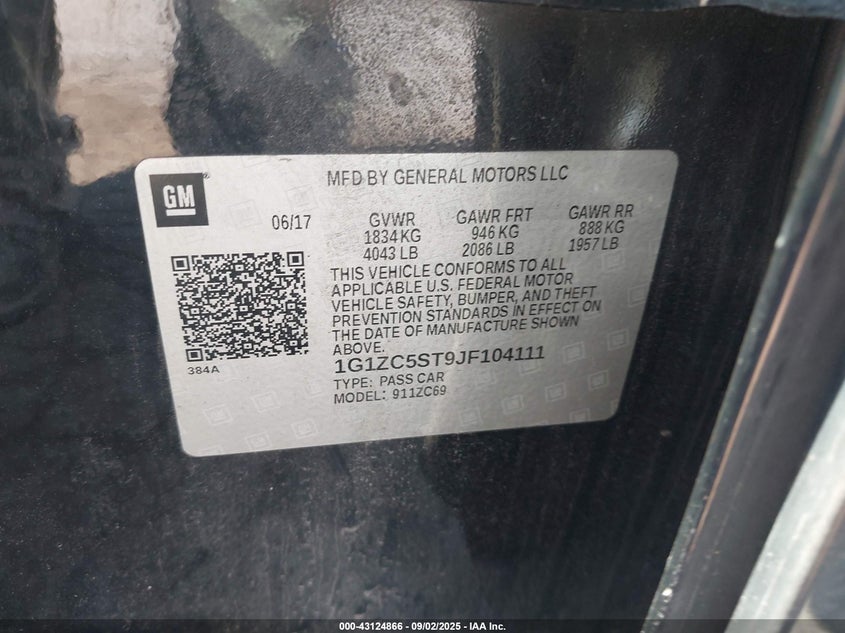 GM
MFD BY GENERAL MOTORS LLC
06/17
GVWR GAWR FRT GAWR RR
1834 KG 946 KG 888 KG
4043 LB 2086 LB 1957 LB
THIS VEHICLE CONFORMS TO ALL
APPLICABLE U.S. FEDERAL MOTOR
VEHICLE SAFETY, BUMPER, AND THEFT
PREVENTION STANDARDS IN EFFECT ON
THE DATE OF MANUFACTURE SHOWN
ABOVE.
384A
1G1ZC5ST9JF104111
TYPE: PASS CAR
MODEL: 911ZC69
000-43124866 - 09/02/2025 - IAA Inc.